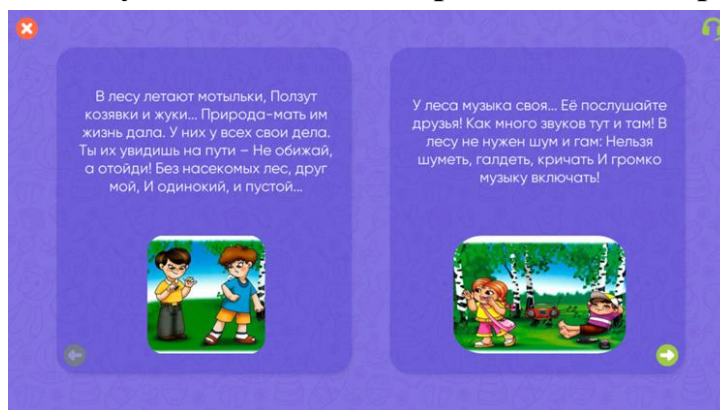 В лесу летают мотыльки, Ползут
козявки и жуки... Природа-мать им
жизнь дала. У них у всех свои дела.
Ты их увидишь на пути – Не обижай,
а отойди! Без насекомых лес, друг
мой, И одинокий, и пустой...
У леса музыка своя... Её послушайте
друзья! Как много звуков тут и там! В
лесу не нужен шум и гам: Нельзя
шуметь, галдеть, кричать И громко
музыку включать!